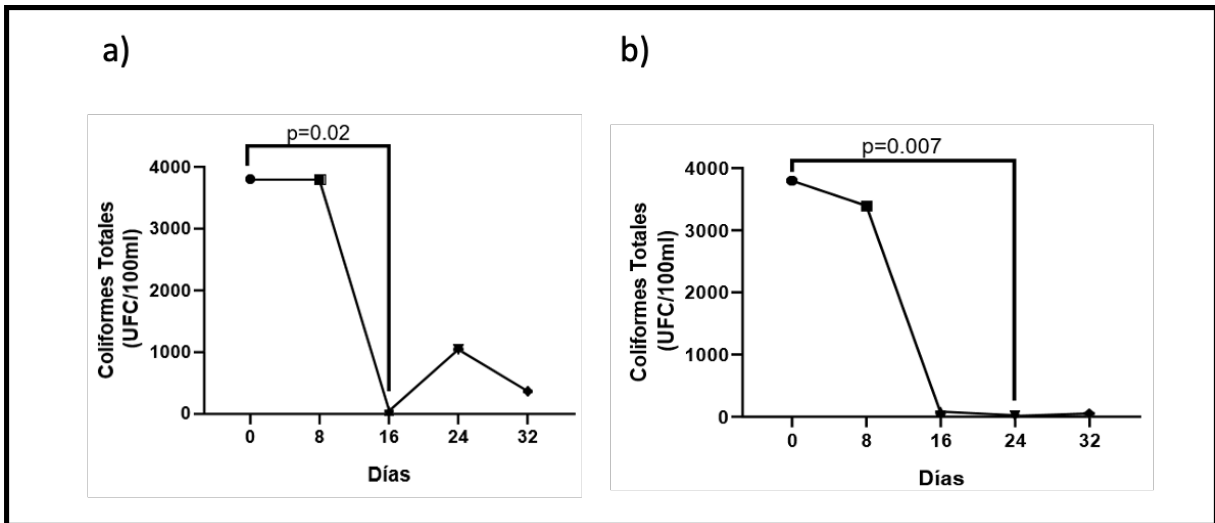 a)
p=0.02
Coliformes Totales
(UFC/100ml)
4000
3000
2000
1000
0
0 8 16 24 32
Días
b)
p=0.007
Coliformes Totales
(UFC/100ml)
4000
3000
2000
1000
0
0 8 16 24 32
Días